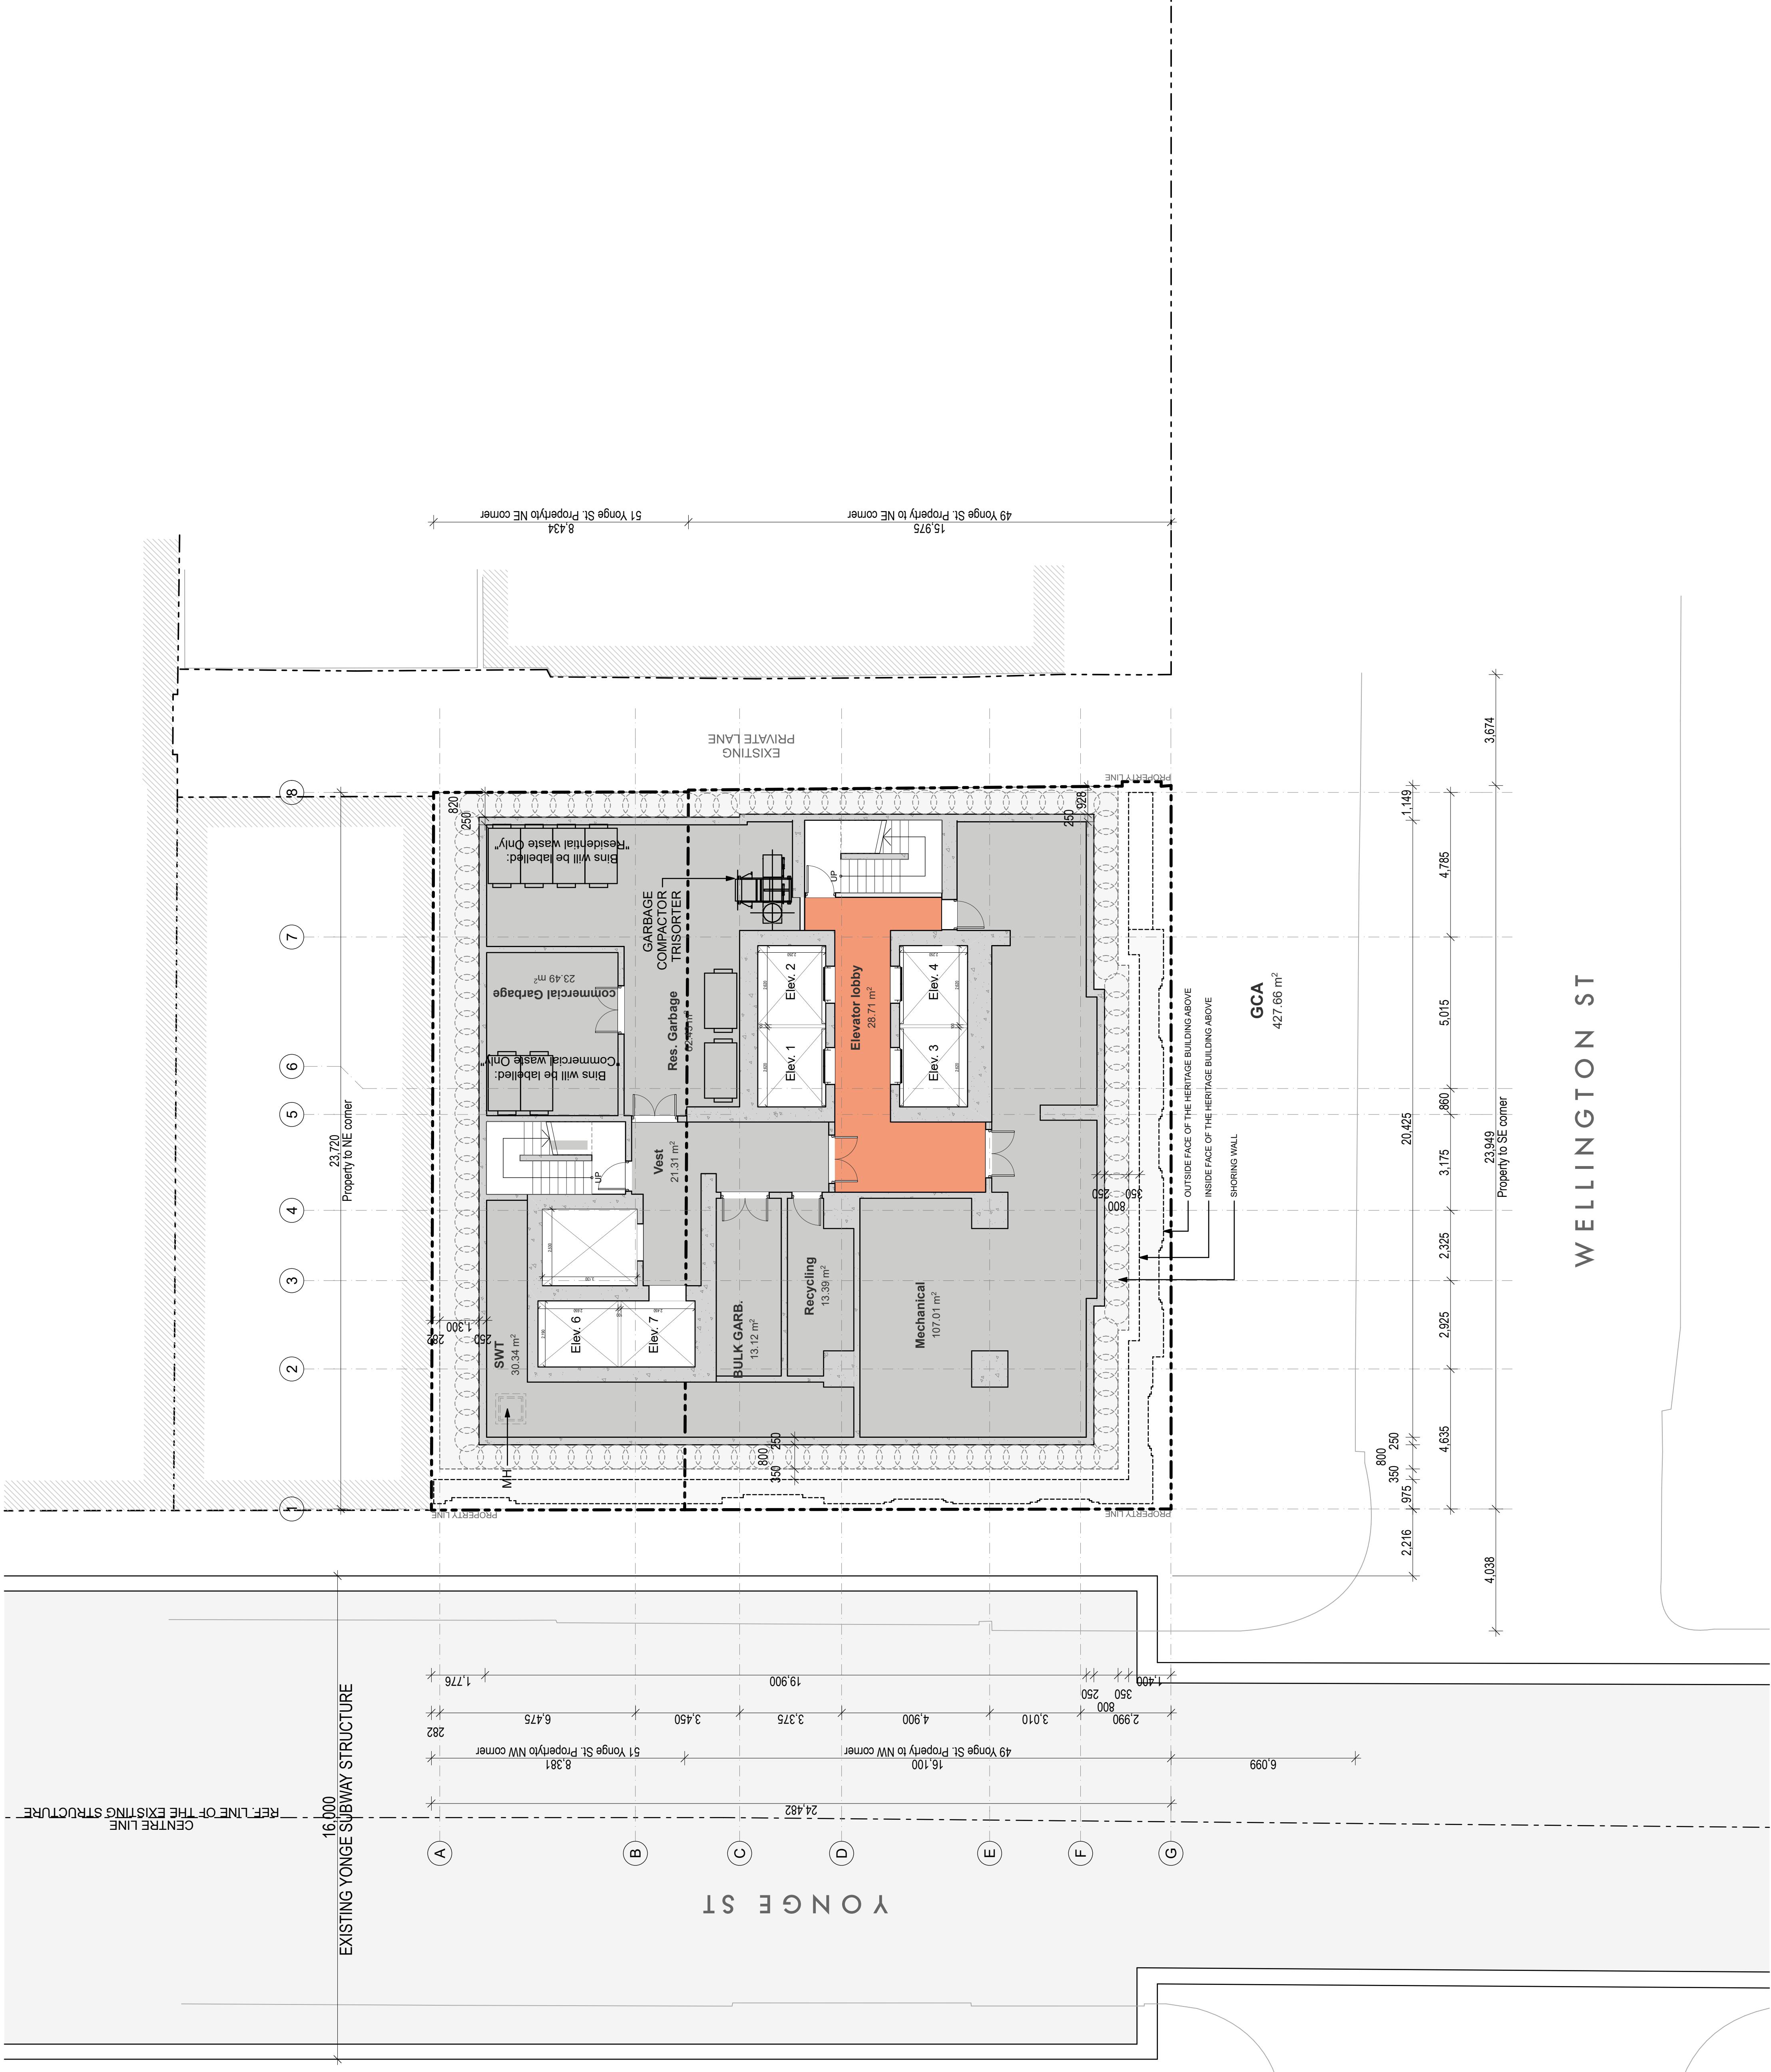 8,434
51 Yonge St. Propertyto NE corner
15,975
49 Yonge St. Property to NE corner
EXISTING
PRIVATE LANE
3,674
PROPERTY LINE
8
7
6
5
4
3
2
1
23,720
Property to NE corner
820
250
928
250
1,149
4,785
5,015
860
3,175
2,325
2,925
4,635
20,425
23,949
Property to SE corner
250
800
350
975
2,216
4,038
Bins will be labelled:
"Residential waste Only"
GARBAGE
COMPACTOR
TRISORTER
commercial Garbage
23.49 m²
Bins will be labelled:
"Commercial waste Only"
Res. Garbage
UP
Elev. 2
Elev. 1
Elev. 4
Elev. 3
Elevator lobby
28.71 m²
UP
Vest
21.31 m²
Elev. 6
Elev. 7
SWT
30.34 m²
MH
BULK GARB.
13.12 m²
Recycling
13.39 m²
Mechanical
107.01 m²
1,300
282
250
250
800
350
800
350
250
GCA
427.66 m²
OUTSIDE FACE OF THE HERITAGE BUILDING ABOVE
INSIDE FACE OF THE HERITAGE BUILDING ABOVE
SHORING WALL
WELLINGTON ST
PROPERTY LINE
PROPERTY LINE
1,776
19,900
250
800
350
1,400
282
6,475
3,450
3,375
4,900
3,010
2,990
8,381
51 Yonge St. Propertyto NW corner
16,100
49 Yonge St. Property to NW corner
6,099
24,482
A
B
C
D
E
F
G
16,000
EXISTING YONGE SUBWAY STRUCTURE
CENTRE LINE
REF. LINE OF THE EXISTING STRUCTURE
YONGE ST